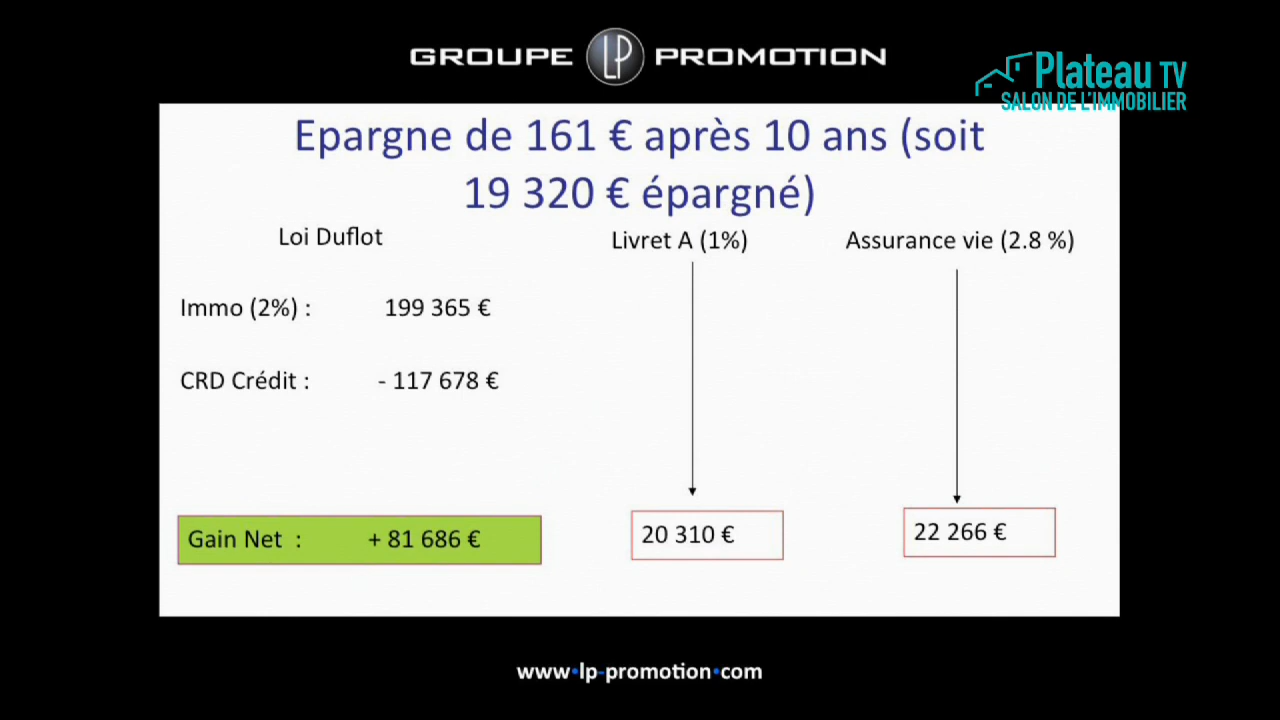 GROUPE LP PROMOTION
Plateau TV
SALON DE L'IMMOBILIER
Epargne de 161 € après 10 ans (soit
19 320 € épargné)
Loi Duflot
Livret A (1%)
Assurance vie (2.8 %)
Immo (2%) : 199 365 €
CRD Crédit : - 117 678 €
Gain Net : + 81 686 €
20 310 €
22 266 €
www·lp-promotion·com